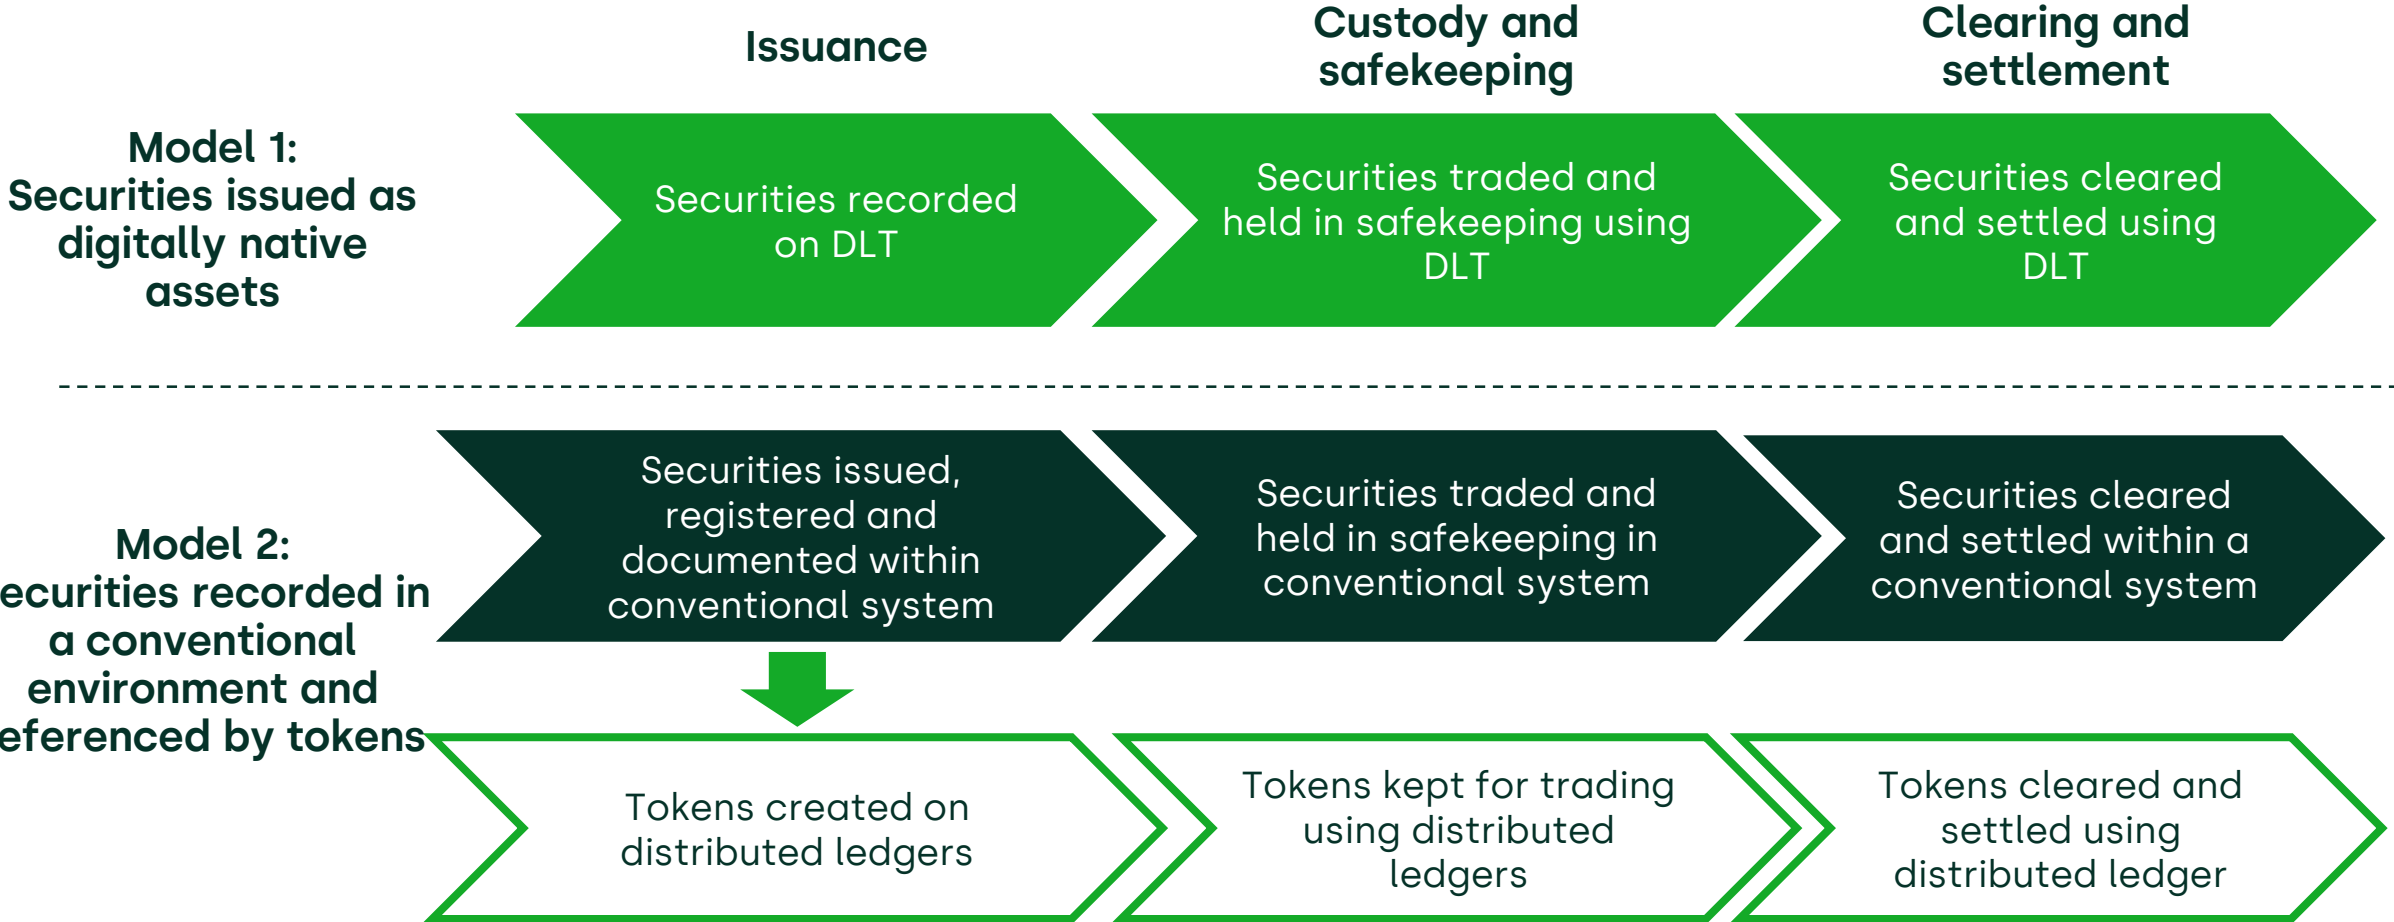 Issuance
Custody and
safekeeping
Clearing and
settlement
Model 1:
Securities issued as
digitally native
assets
Securities recorded
on DLT
Securities traded and
held in safekeeping using
DLT
Securities cleared
and settled using
DLT
Model 2:
ecurities recorded in
a conventional
environment and
eferenced by tokens
Securities issued,
registered and
documented within
conventional system
Securities traded and
held in safekeeping in
conventional system
Securities cleared
and settled within a
conventional system
Tokens created on
distributed ledgers
Tokens kept for trading
using distributed
ledgers
Tokens cleared and
settled using
distributed ledger